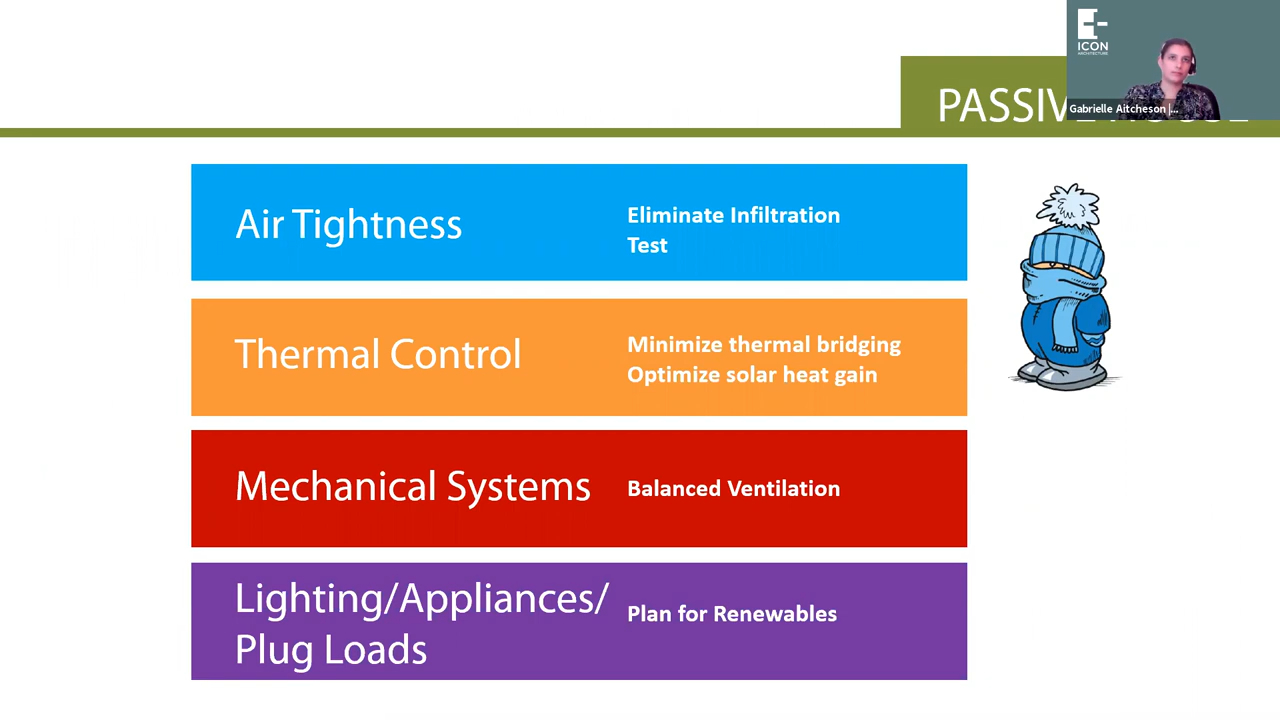 ICON
ARCHITECTURE
Gabrielle Aitcheson |...
PASSIV
Air Tightness
Eliminate Infiltration
Test
Thermal Control
Minimize thermal bridging
Optimize solar heat gain
Mechanical Systems
Balanced Ventilation
Lighting/Appliances/
Plug Loads
Plan for Renewables